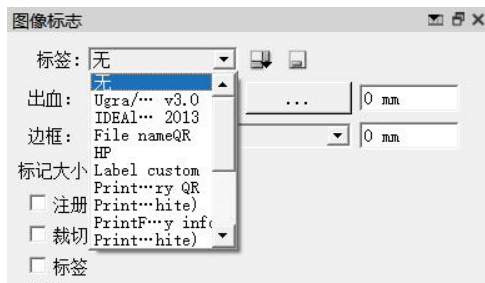 图像标志
标签: 无
无
Ugra/… v3.0
出血: ... 0 mm
IDEAl… 2013
File nameQR
边框: 0 mm
HP
标记大小 Label custom
Print…ry QR
注册 Print…hite)
PrintF…y info
裁切 Print…hite)
标签